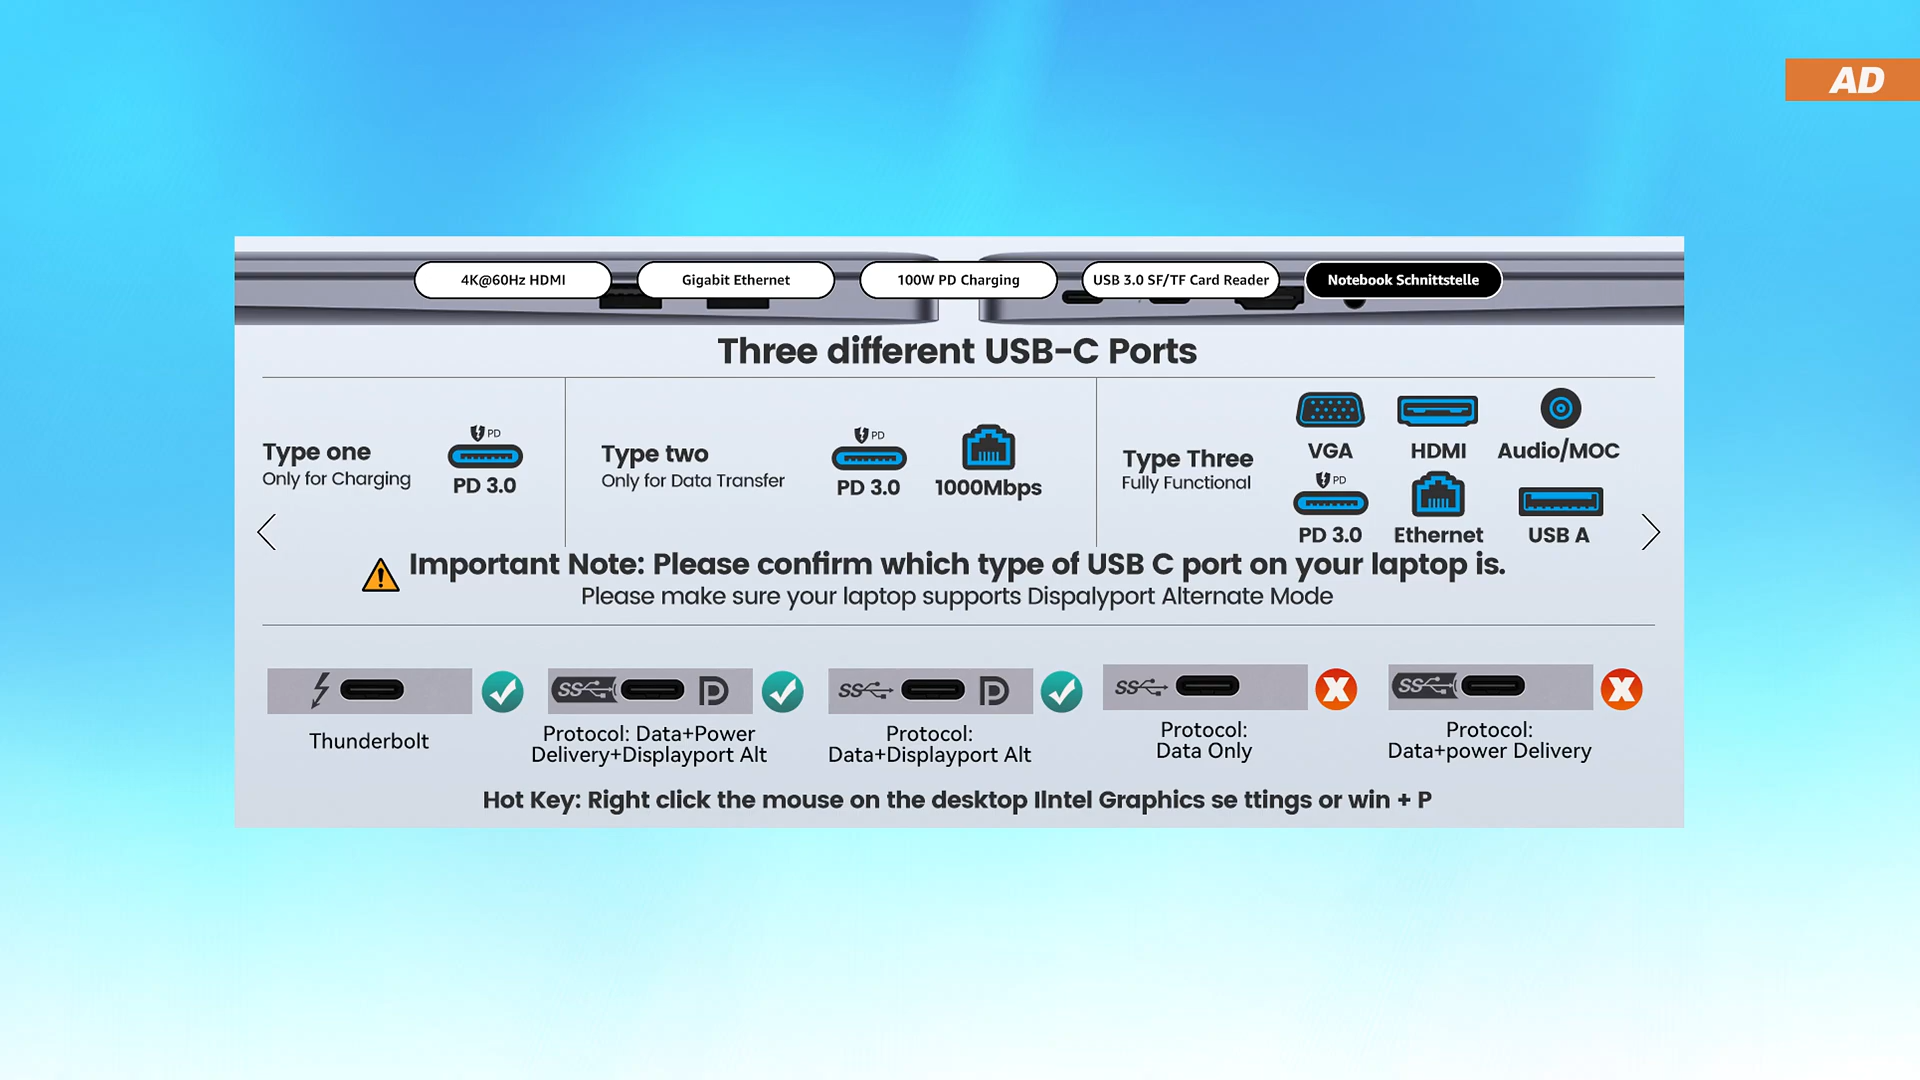 AD
4K@60Hz HDMI
Gigabit Ethernet
100W PD Charging
USB 3.0 SF/TF Card Reader
Notebook Schnittstelle
Three different USB-C Ports
Type one
Only for Charging
PD
PD 3.0
Type two
Only for Data Transfer
PD
PD 3.0
1000Mbps
Type Three
Fully Functional
VGA
HDMI
Audio/MOC
PD
PD 3.0
Ethernet
USB A
Important Note: Please confirm which type of USB C port on your laptop is.
Please make sure your laptop supports Dispalyport Alternate Mode
Thunderbolt
SS
D
Protocol: Data+Power
Delivery+Displayport Alt
SS
D
Protocol:
Data+Displayport Alt
SS
Protocol:
Data Only
SS
Protocol:
Data+power Delivery
Hot Key: Right click the mouse on the desktop IIntel Graphics se ttings or win + P